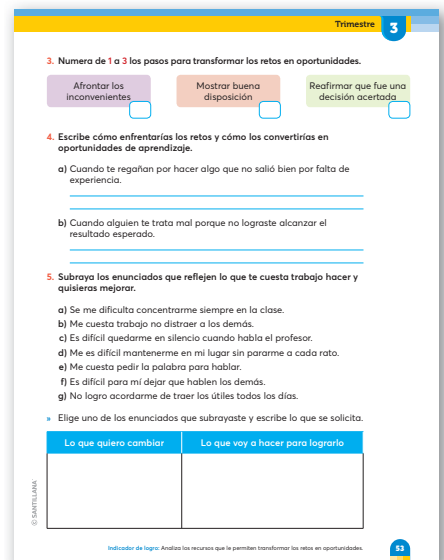 Trimestre
3
3. Numera de 1 a 3 los pasos para transformar los retos en oportunidades.
Afrontar los
inconvenientes
Mostrar buena
disposición
Reafirmar que fue una
decisión acertada
4. Escribe cómo enfrentarías los retos y cómo los convertirías en
oportunidades de aprendizaje.
a) Cuando te regañan por hacer algo que no salió bien por falta de
experiencia.
b) Cuando alguien te trata mal porque no lograste alcanzar el
resultado esperado.
5. Subraya los enunciados que reflejen lo que te cuesta trabajo hacer y
quisieras mejorar.
a) Se me dificulta concentrarme siempre en la clase.
b) Me cuesta trabajo no distraer a los demás.
c) Es difícil quedarme en silencio cuando habla el profesor.
d) Me es difícil mantenerme en mi lugar sin pararme a cada rato.
e) Me cuesta pedir la palabra para hablar.
f) Es difícil para mí dejar que hablen los demás.
g) No logro acordarme de traer los útiles todos los días.
» Elige uno de los enunciados que subrayaste y escribe lo que se solicita.
Lo que quiero cambiar
Lo que voy a hacer para lograrlo
© SANTILLANA
Indicador de logro: Analiza los recursos que le permiten transformar los retos en oportunidades.
53